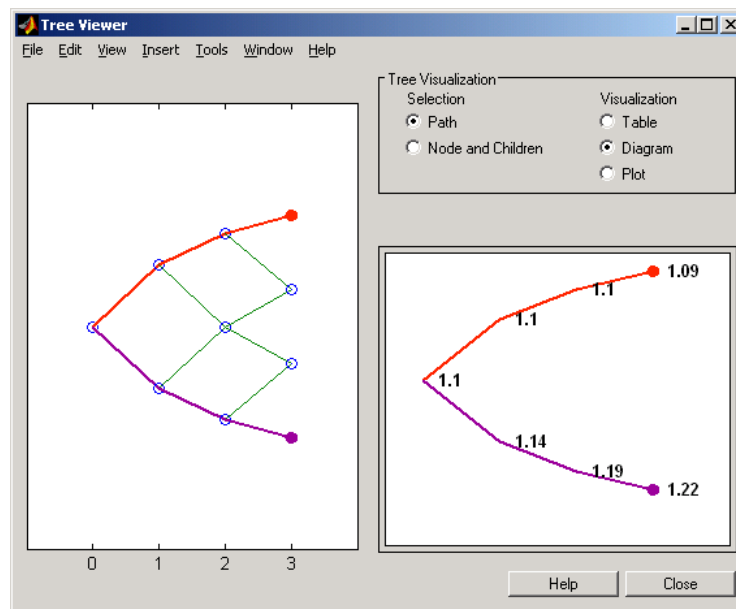 Tree Viewer
File Edit View Insert Tools Window Help
Tree Visualization
Selection Visualization
Path Table
Node and Children Diagram
Plot
1.09
1.1
1.1
1.1
1.14
1.19
1.22
0 1 2 3
Help Close